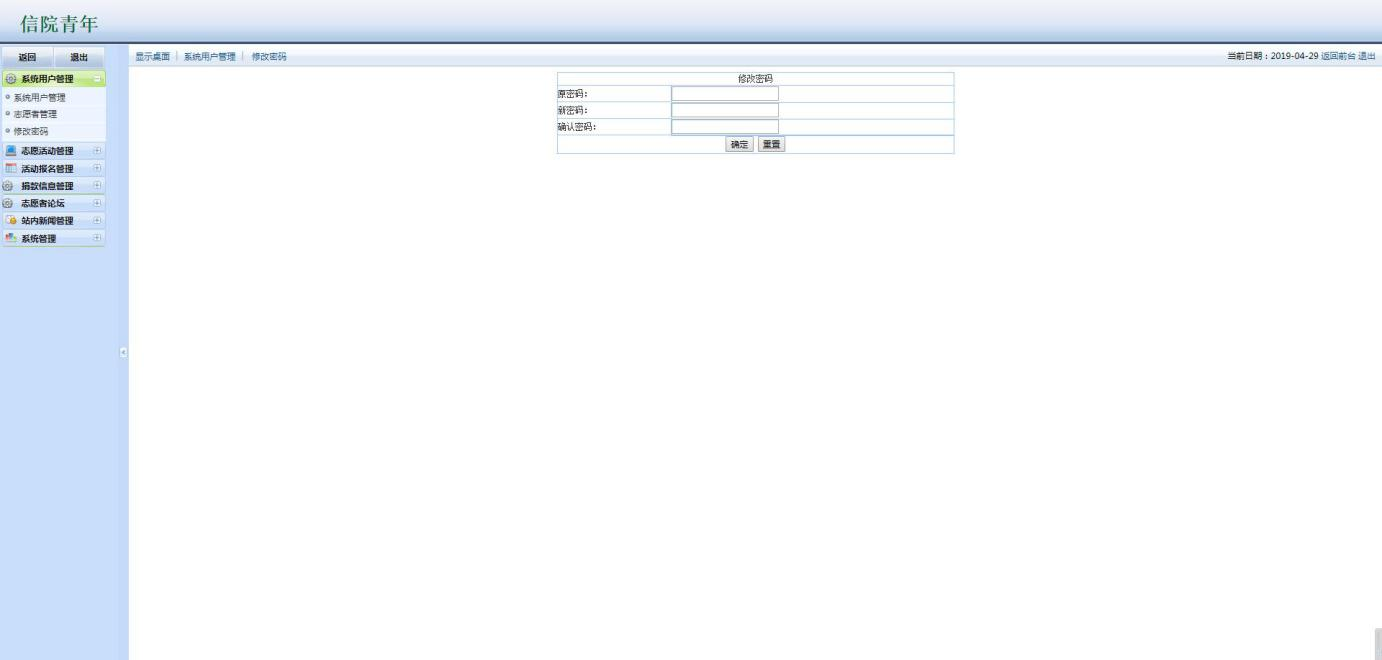 信院青年
返回 退出
显示桌面 | 系统用户管理 | 修改密码
当前日期：2019-04-29 返回前台 退出
系统用户管理
系统用户管理
志愿者管理
修改密码
志愿活动管理
活动报名管理
捐款信息管理
志愿者论坛
站内新闻管理
系统管理
修改密码
原密码：
新密码：
确认密码：
确定 重置